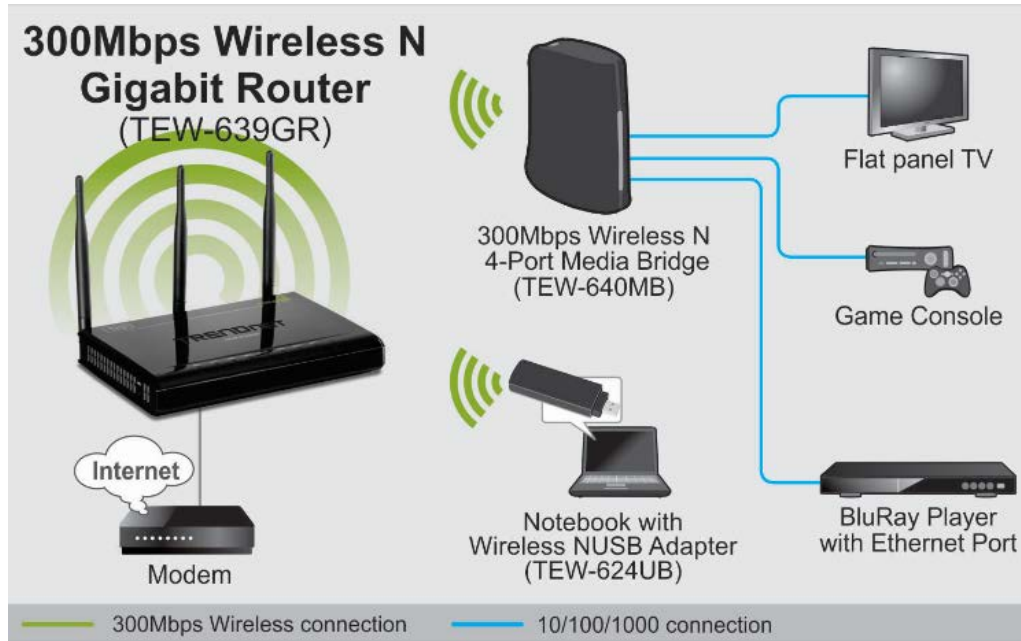 300Mbps Wireless N
Gigabit Router
(TEW-639GR)
TRENDNET
Internet
Modem
300Mbps Wireless N
4-Port Media Bridge
(TEW-640MB)
Notebook with
Wireless NUSB Adapter
(TEW-624UB)
Flat panel TV
Game Console
BluRay Player
with Ethernet Port
300Mbps Wireless connection
10/100/1000 connection